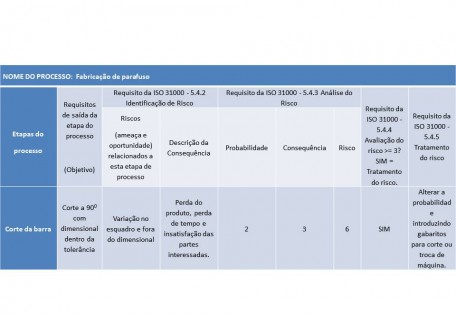 NOME DO PROCESSO: Fabricação de parafuso
Etapas do
processo
Requisitos
de saída da
etapa do
processo
(Objetivo)
Requisito da ISO 31000 - 5.4.2
Identificação de Risco
Riscos
(ameaça e
oportunidade)
relacionados a
esta etapa de
processo
Descrição da
Consequência
Requisito da ISO 31000 - 5.4.3 Análise do
Risco
Probabilidade
Consequência
Risco
Requisito da
ISO 31000 -
5.4.4
Avaliação do
risco >= 3?
SIM =
Tratamento
do risco.
Requisito da
ISO 31000 -
5.4.5
Tratamento
do risco
Corte da barra
Corte a 90⁰
com
dimensional
dentro da
tolerância
Variação no
esquadro e fora
do dimensional
Perda do
produto, perda
de tempo e
insatisfação das
partes
interessadas.
2
3
6
SIM
Alterar a
probabilidad
e
introduzindo
gabaritos
para corte ou
troca de
máquina.